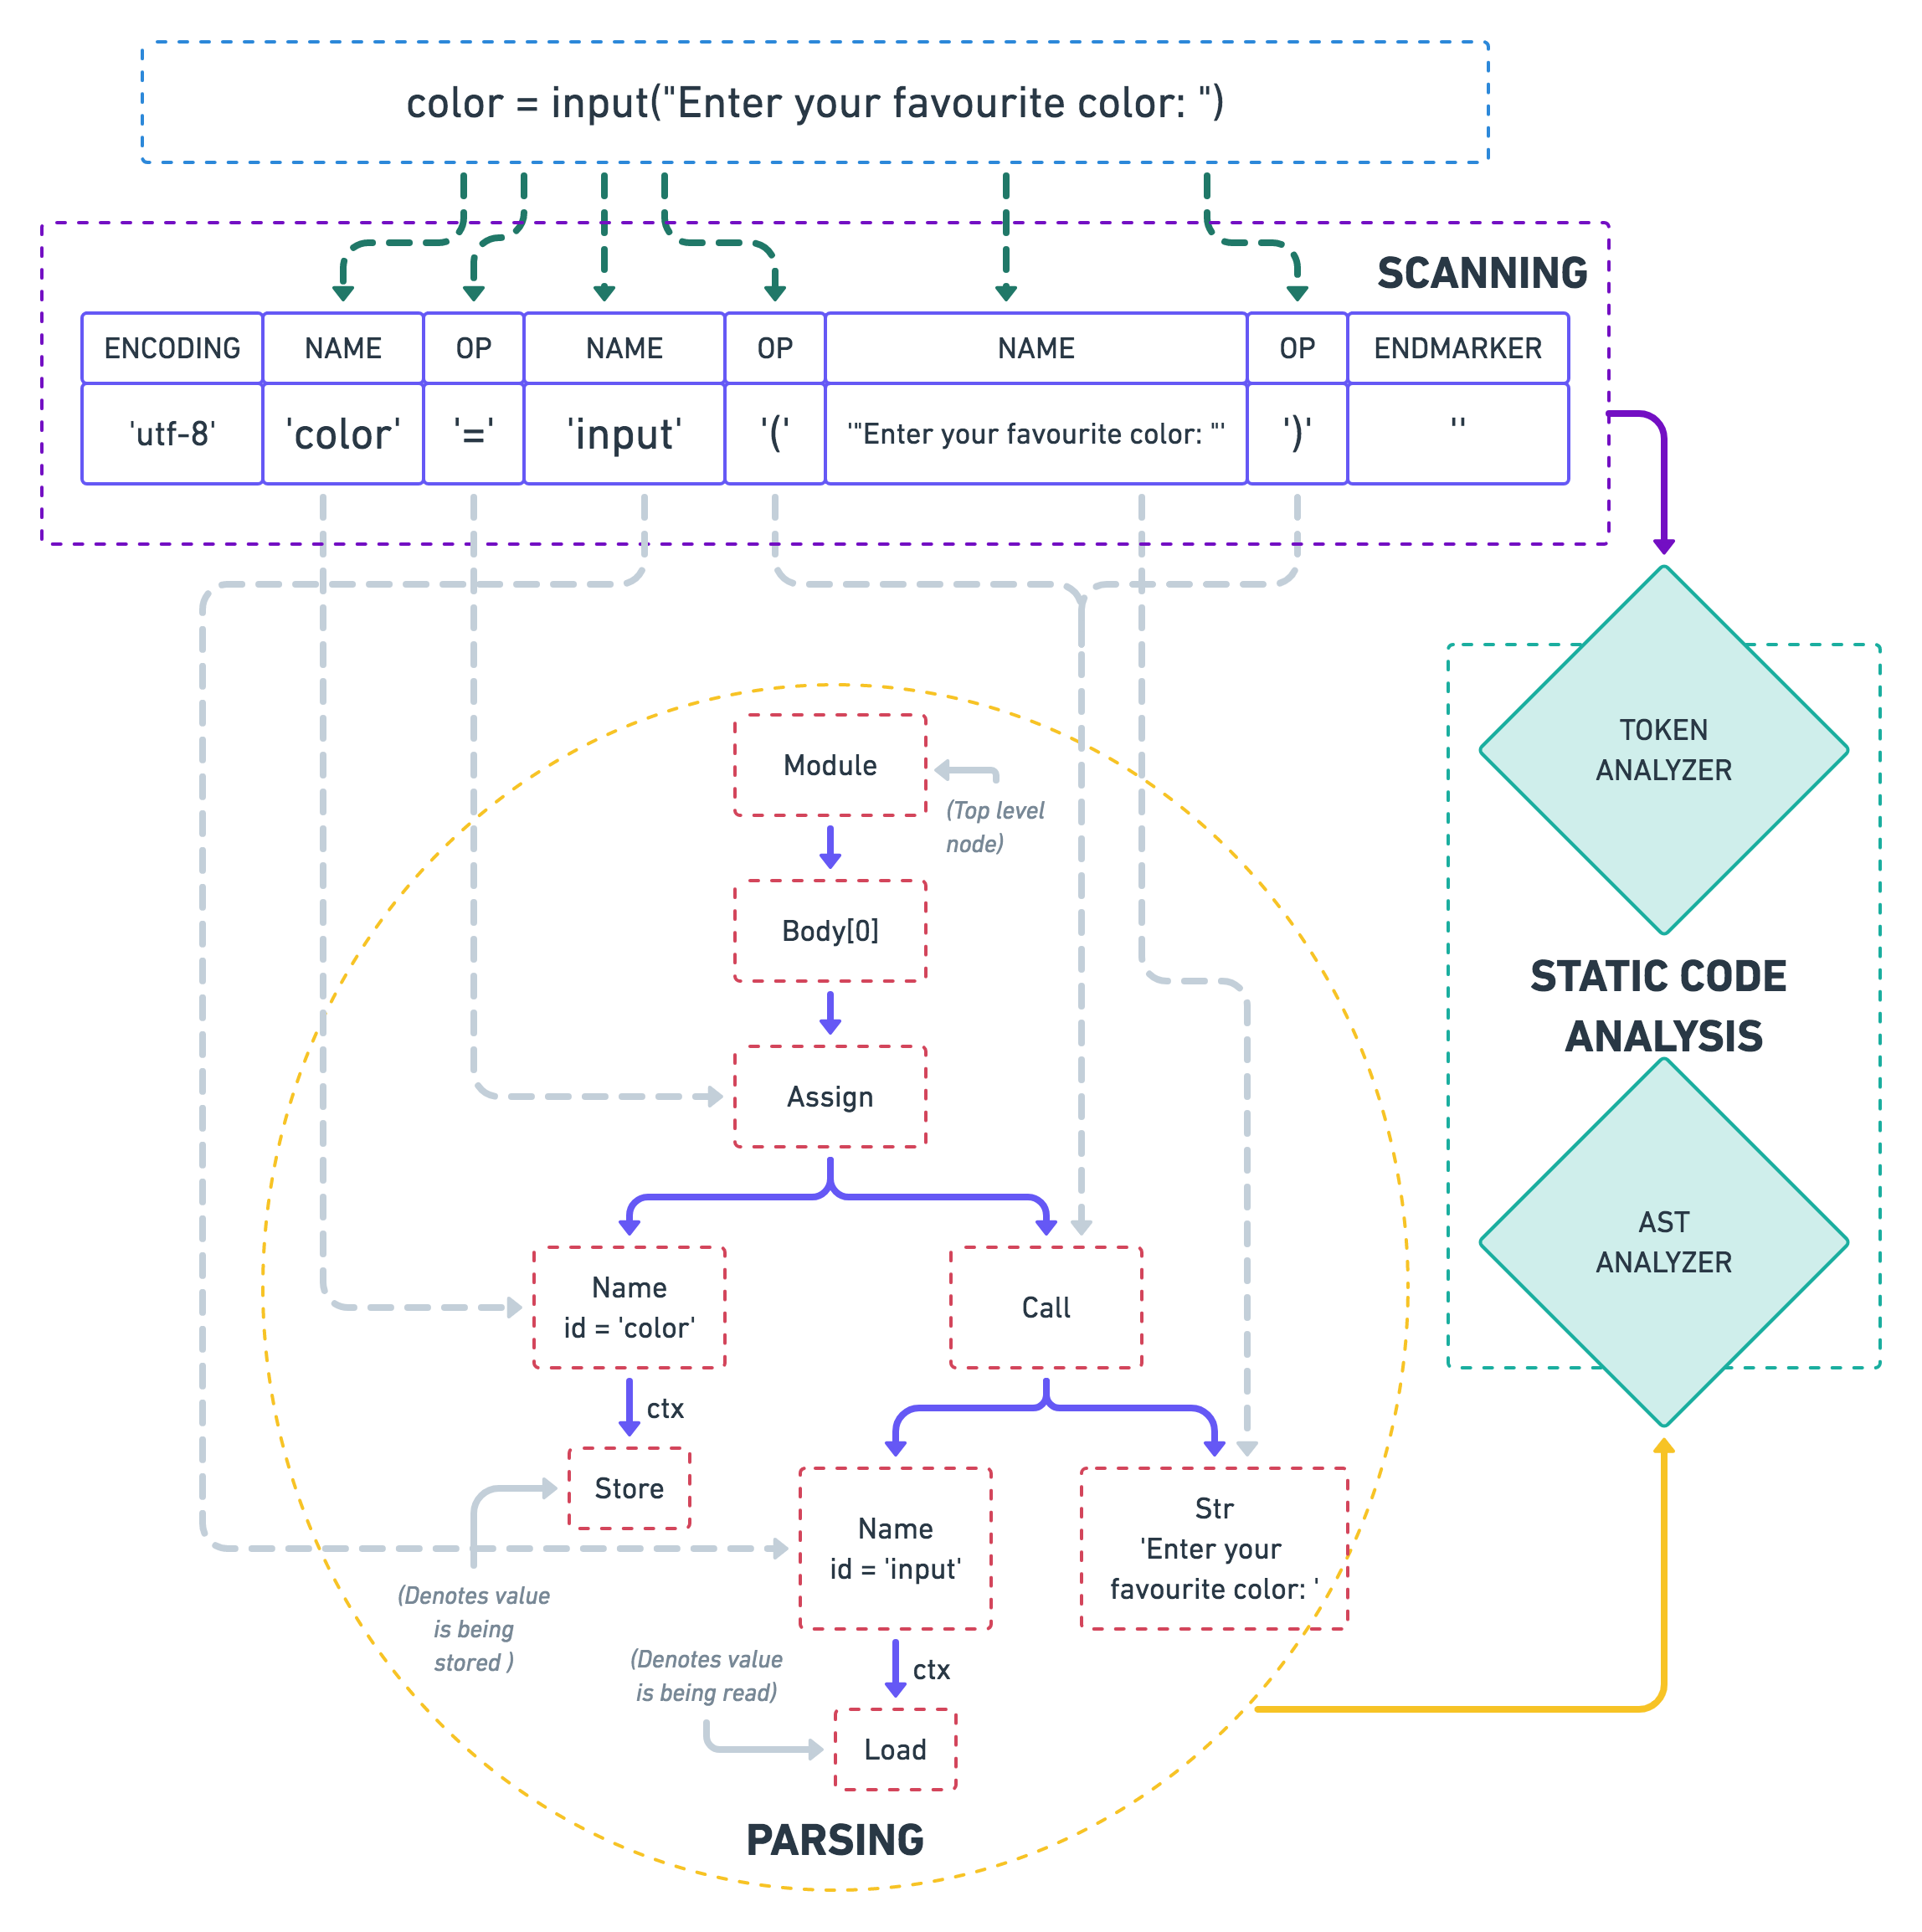 color = input("Enter your favourite color: ")
SCANNING
ENCODING NAME OP NAME OP NAME OP ENDMARKER
'utf-8' 'color' '=' 'input' '(' '"Enter your favourite color: "' ')' ''
Module
(Top level
node)
Body[0]
Assign
Name
id = 'color'
Call
ctx
Store
(Denotes value
is being
stored )
Name
id = 'input'
Str
'Enter your
favourite color: '
(Denotes value
is being read)
ctx
Load
PARSING
TOKEN
ANALYZER
STATIC CODE
ANALYSIS
AST
ANALYZER